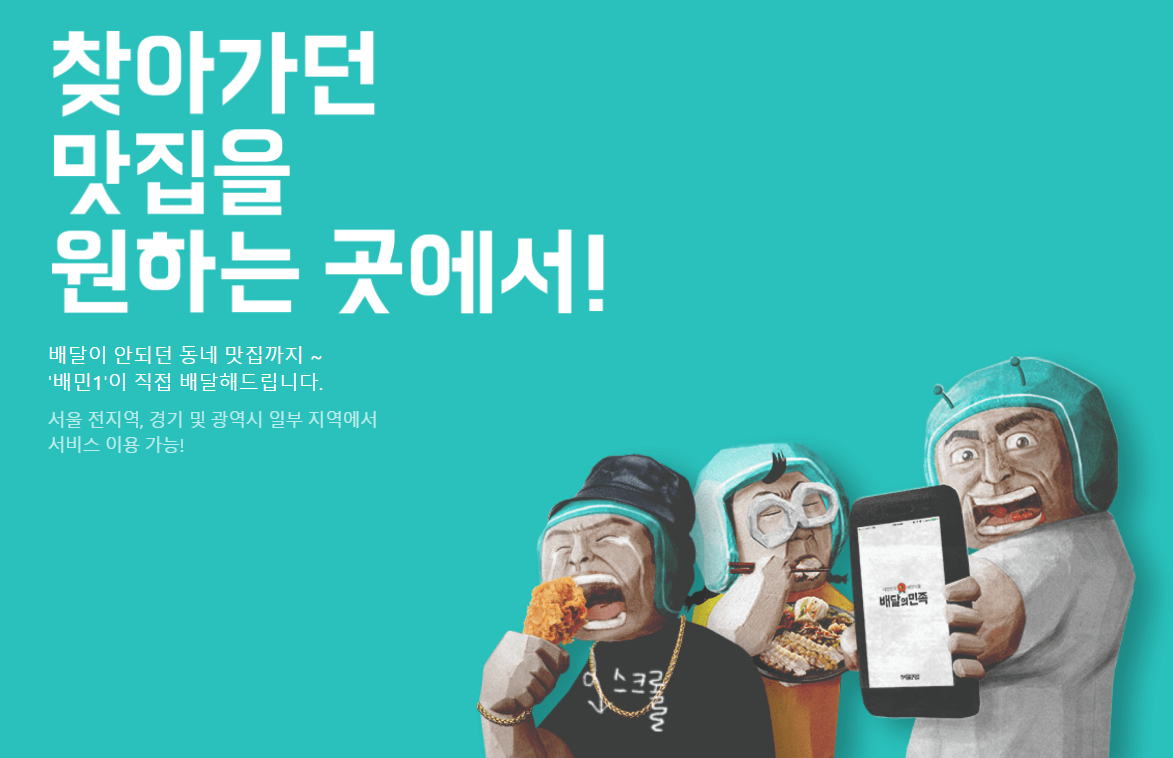 찾아가던
맛집을
원하는 곳에서!
배달이 안되던 동네 맛집까지 ~
'배민1'이 직접 배달해드립니다.
서울 전지역, 경기 및 광역시 일부 지역에서
서비스 이용 가능!
배달의민족
어 스크롤